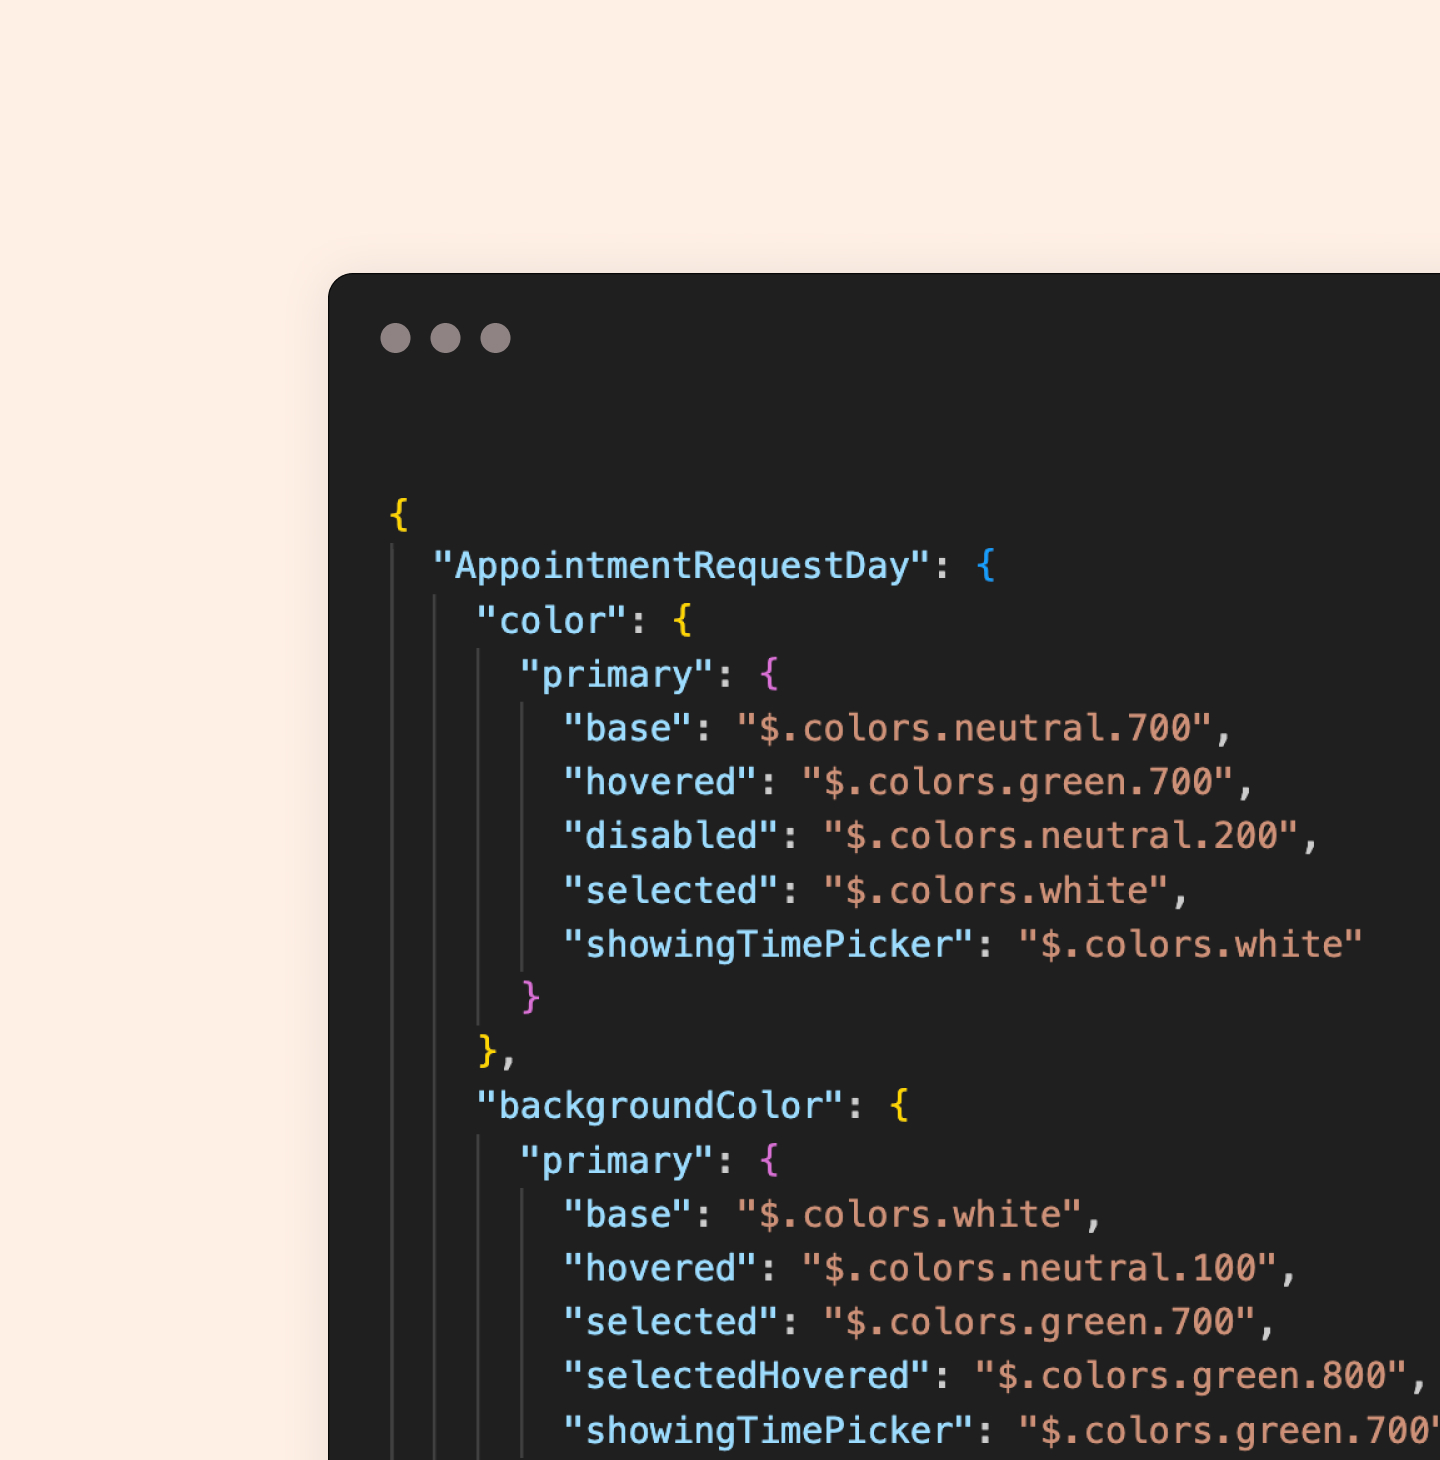 {
"AppointmentRequestDay": {
"color": {
"primary": {
"base": "$.colors.neutral.700",
"hovered": "$.colors.green.700",
"disabled": "$.colors.neutral.200",
"selected": "$.colors.white",
"showingTimePicker": "$.colors.white"
}
},
"backgroundColor": {
"primary": {
"base": "$.colors.white",
"hovered": "$.colors.neutral.100",
"selected": "$.colors.green.700",
"selectedHovered": "$.colors.green.800",
"showingTimePicker": "$.colors.green.700"